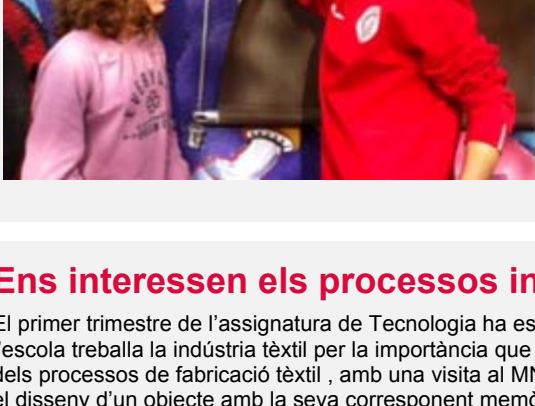 Ens interessen els processos in
El primer trimestre de l’assignatura de Tecnologia ha es
l’escola treballa la indústria tèxtil per la importància que
dels processos de fabricació tèxtil , amb una visita al MN
el disseny d’un objecte amb la seva corresponent memò